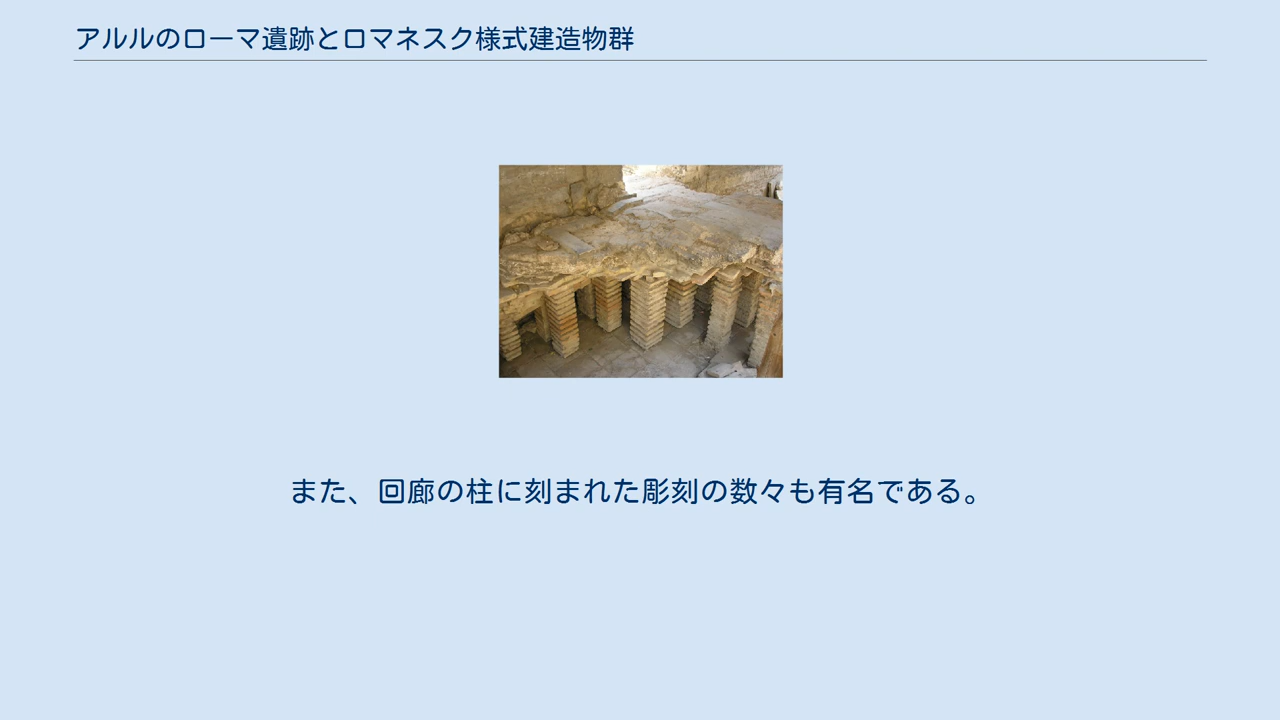 アルルのローマ遺跡とロマネスク様式建造物群
また、回廊の柱に刻まれた彫刻の数々も有名である。